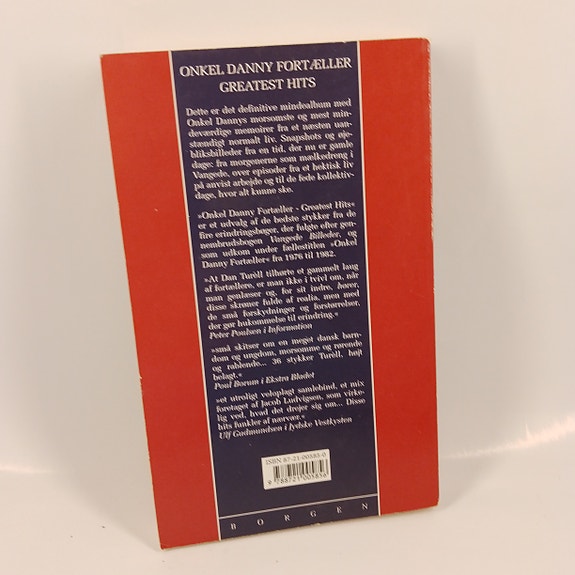 ONKEL DANNY FORTÆLLER
GREATEST HITS
Dette er det definitive mindealbum med
Onkel Dannys morsomste og mest min-
deværdige memoirer fra et næsten uan-
stændigt normalt liv. Snapshots og øje-
bliksbilleder fra en tid, der nu er gamle
dage: fra morgenerne som mælkedreng i
Vangede, over episoder fra et hektisk liv
på anvist arbejde og til de fede kollektiv-
dage, hvor alt kunne ske.
»Onkel Danny Fortæller - Greatest Hits«
er et udvalg af de bedste stykker fra de
fire erindringsbøger, der fulgte efter gen-
nembrudsbogen Vangede Billeder, og
som udkom under fællestitlen »Onkel
Danny Fortæller« fra 1976 til 1982.
»At Dan Turèll tilhørte et gammelt laug
af fortællere, er man ikke i tvivl om, når
man genlæser og, for sit indre, hører,
disse skrøner fulde af realia, men med
de små forskydninger og forstørrelser,
der gør hukommelse til erindring.«
Peter Poulsen i Information
»små skitser om en meget dansk barn-
dom og ungdom, morsomme og rørende
og rablende... 36 stykker Turèll, højt
belagt.«
Poul Borum i Ekstra Bladet
»et utroligt veloplagt samlebind, et mix
foretaget af Jacob Ludvigsen, som virke-
lig ved, hvad det drejer sig om... Disse
hits funkler af nærvær.«
Ulf Gudmundsen i Jydske Vestkysten
ISBN 87-21-00585-0
9 788721 005856
BORGEN